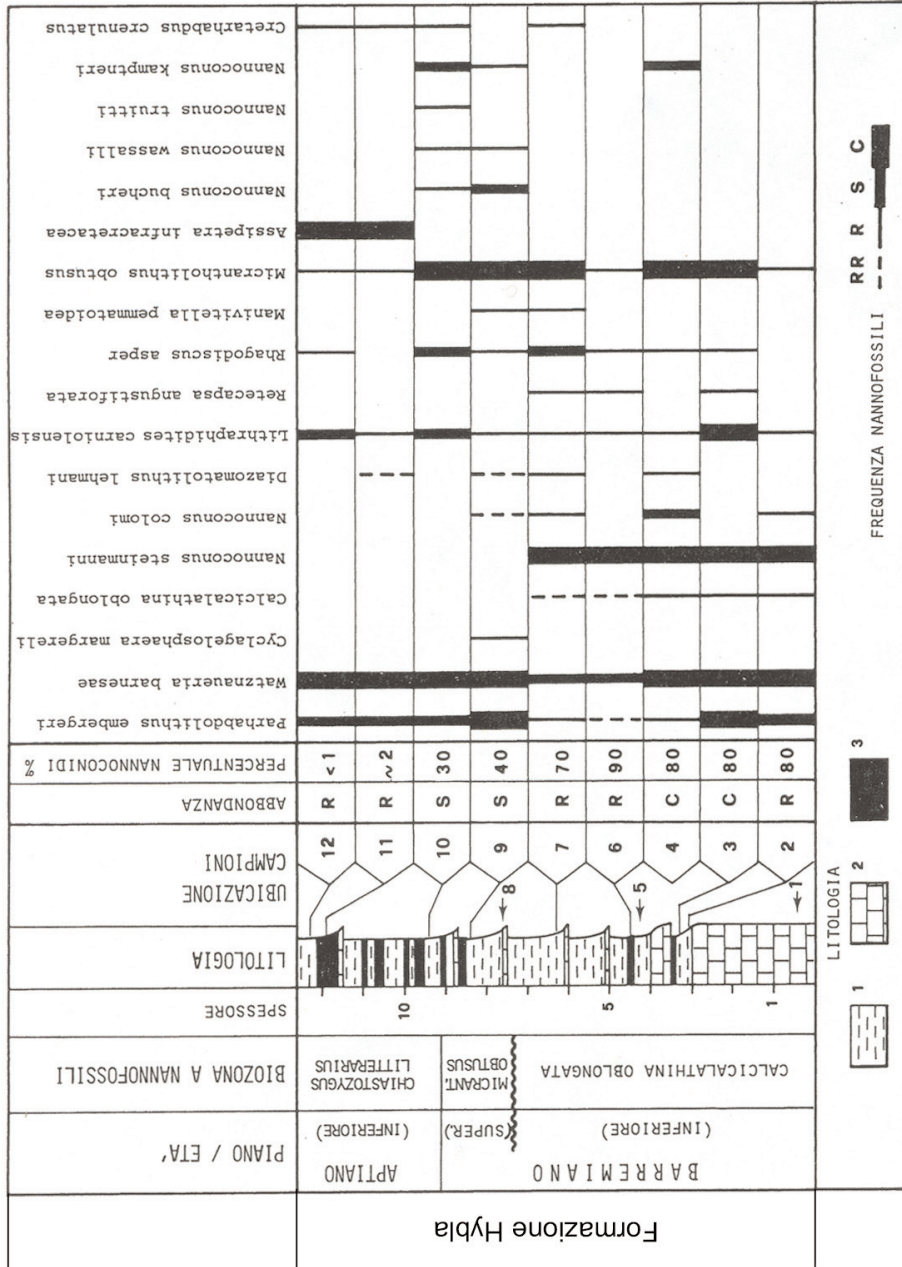 Cretarhabdus crenulatus
Nannoconus kamptneri
Nannoconus truitti
Nannoconus wassalli
Nannoconus bucheri
Assipetra infracretacea
Micrantholithus obtusus
Manivitella pemmatoidea
Rhagodiscus asper
Retecapsa angustiforata
Lithraphidites carniolensis
Diazomatolithus lehmani
Nannoconus colomi
Nannoconus steinmanni
Calcicalathina oblongata
Cyclagelosphaera margereli
Watznaueria barnesae
Parhabdolithus embergeri
PERCENTUALE NANNOCONIDI %
<1 ~2 30 40 70 90 80 80 80
ABBONDANZA
R R S S R R C C R
UBICAZIONE
CAMPIONI
12 11 10 9 7 6 4 3 2
8 5 1
LITOLOGIA
SPESSORE
10 5 1
BIOZONA A NANNOFOSSILI
CHIASTOZYGUS
LITTERARIUS
MICRANT.
OBTUSUS
CALCICALATHINA OBLONGATA
PIANO / ETA'
APTIANO
(INFERIORE)
BARREMIANO
(SUPER.)
(INFERIORE)
Formazione Hybla
FREQUENZA NANNOFOSSILI
RR R S C
LITOLOGIA
1 2 3